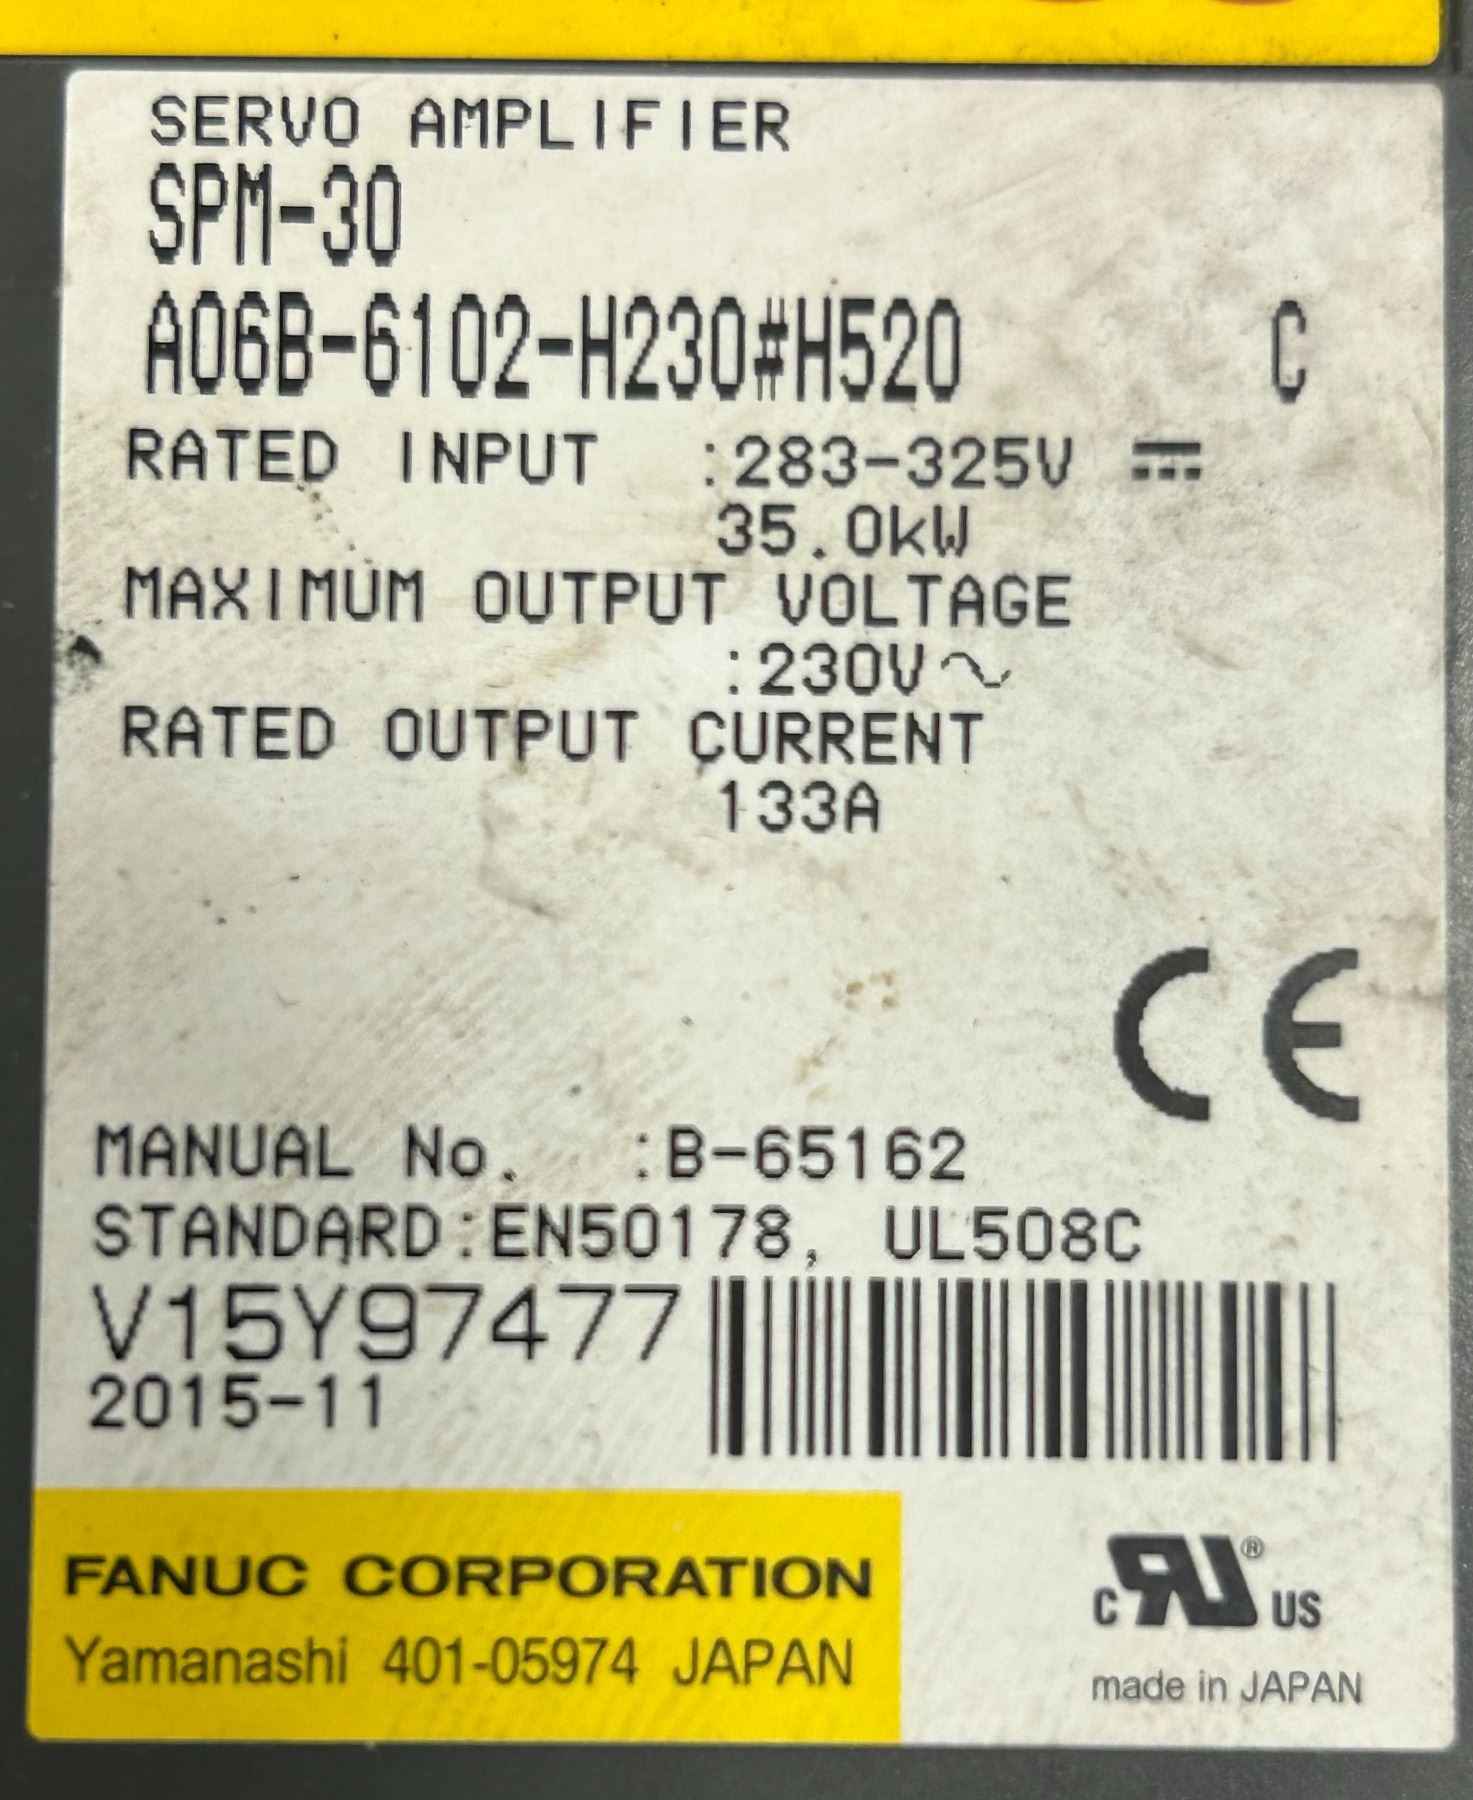 SERVO AMPLIFIER
SPM-30
A06B-6102-H230#H520 C
RATED INPUT :283-325V ⎓
35.0kW
MAXIMUM OUTPUT VOLTAGE
:230V～
RATED OUTPUT CURRENT
133A
CE
MANUAL No. :B-65162
STANDARD:EN50178, UL508C
V15Y97477
2015-11
FANUC CORPORATION
Yamanashi 401-05974 JAPAN
C RU® US
made in JAPAN